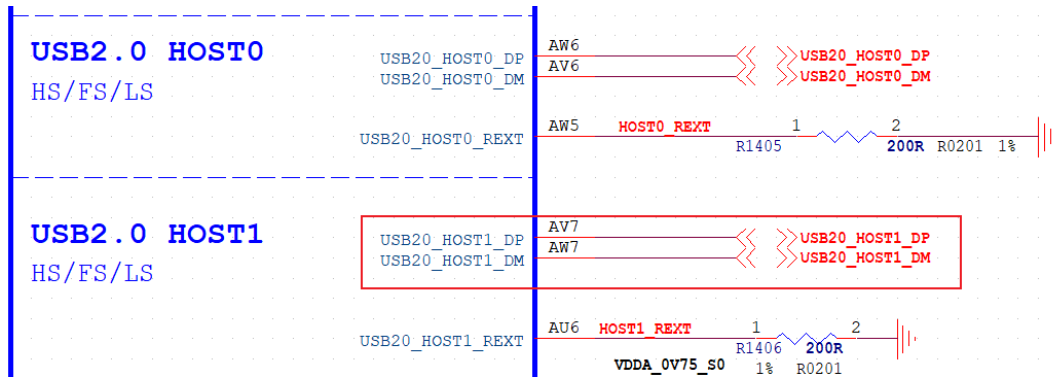 USB2.0 HOST0
HS/FS/LS
USB20_HOST0_DP AW6 USB20_HOST0_DP
USB20_HOST0_DM AV6 USB20_HOST0_DM
USB20_HOST0_REXT AW5 HOST0_REXT 1 2
R1405 200R R0201 1%
USB2.0 HOST1
HS/FS/LS
USB20_HOST1_DP AV7 USB20_HOST1_DP
USB20_HOST1_DM AW7 USB20_HOST1_DM
USB20_HOST1_REXT AU6 HOST1_REXT 1 2
R1406 200R
VDDA_0V75_S0 1% R0201